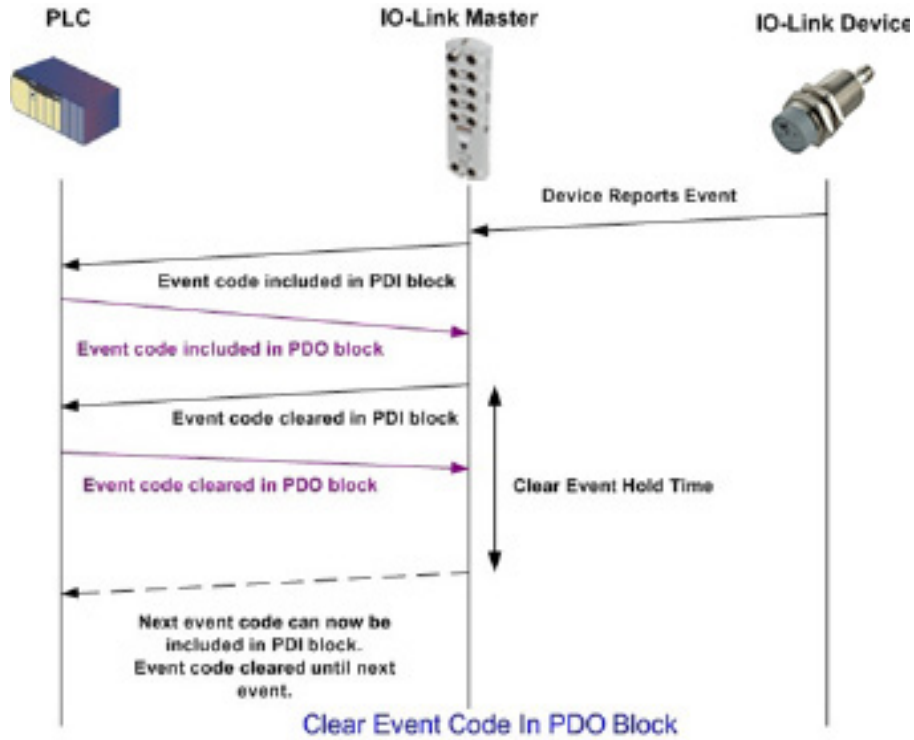 PLC
IO-Link Master
IO-Link Device
Device Reports Event
Event code included in PDI block
Event code included in PDO block
Event code cleared in PDI block
Event code cleared in PDO block
Clear Event Hold Time
Next event code can now be
included in PDI block.
Event code cleared until next
event.
Clear Event Code In PDO Block